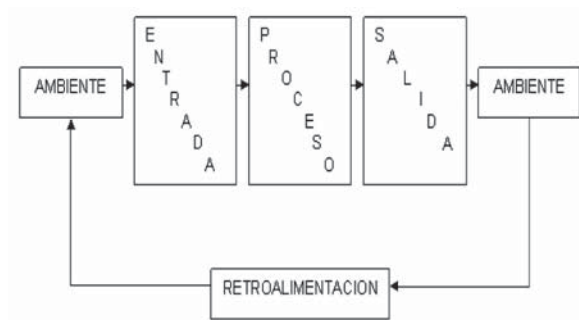 AMBIENTE
ENTRADA
PROCESO
SALIDA
AMBIENTE
RETROALIMENTACION